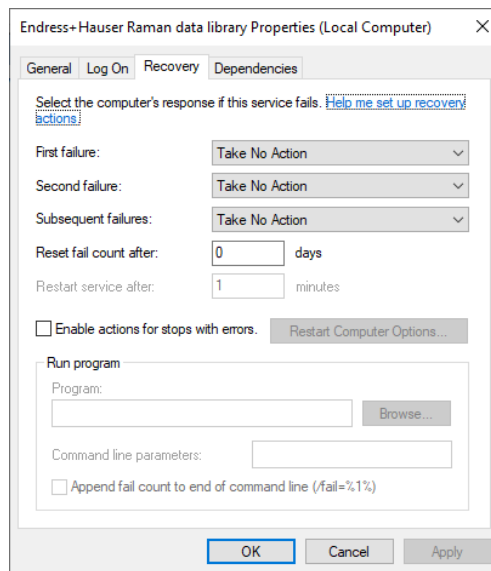 Endress+Hauser Raman data library Properties (Local Computer)
General Log On Recovery Dependencies
Select the computer's response if this service fails. Help me set up recovery
actions.
First failure: Take No Action
Second failure: Take No Action
Subsequent failures: Take No Action
Reset fail count after: 0 days
Restart service after: 1 minutes
Enable actions for stops with errors. Restart Computer Options...
Run program
Program:
Browse...
Command line parameters:
Append fail count to end of command line (/fail=%1%)
OK Cancel Apply